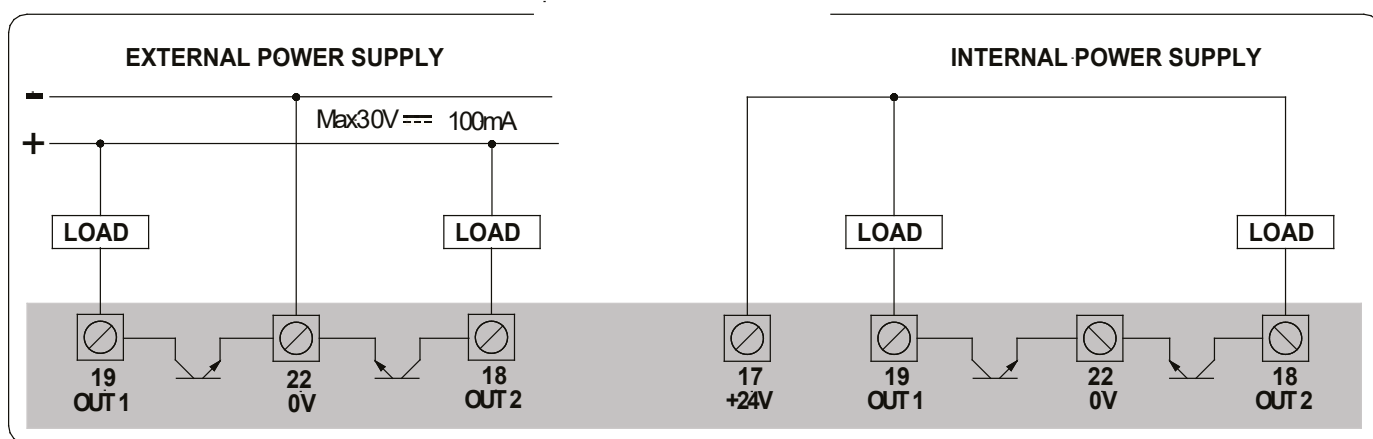 EXTERNAL POWER SUPPLY
INTERNAL POWER SUPPLY
-
Max30V 100mA
+
LOAD
LOAD
LOAD
LOAD
19
OUT 1
22
0V
18
OUT 2
17
+24V
19
OUT 1
22
0V
18
OUT 2